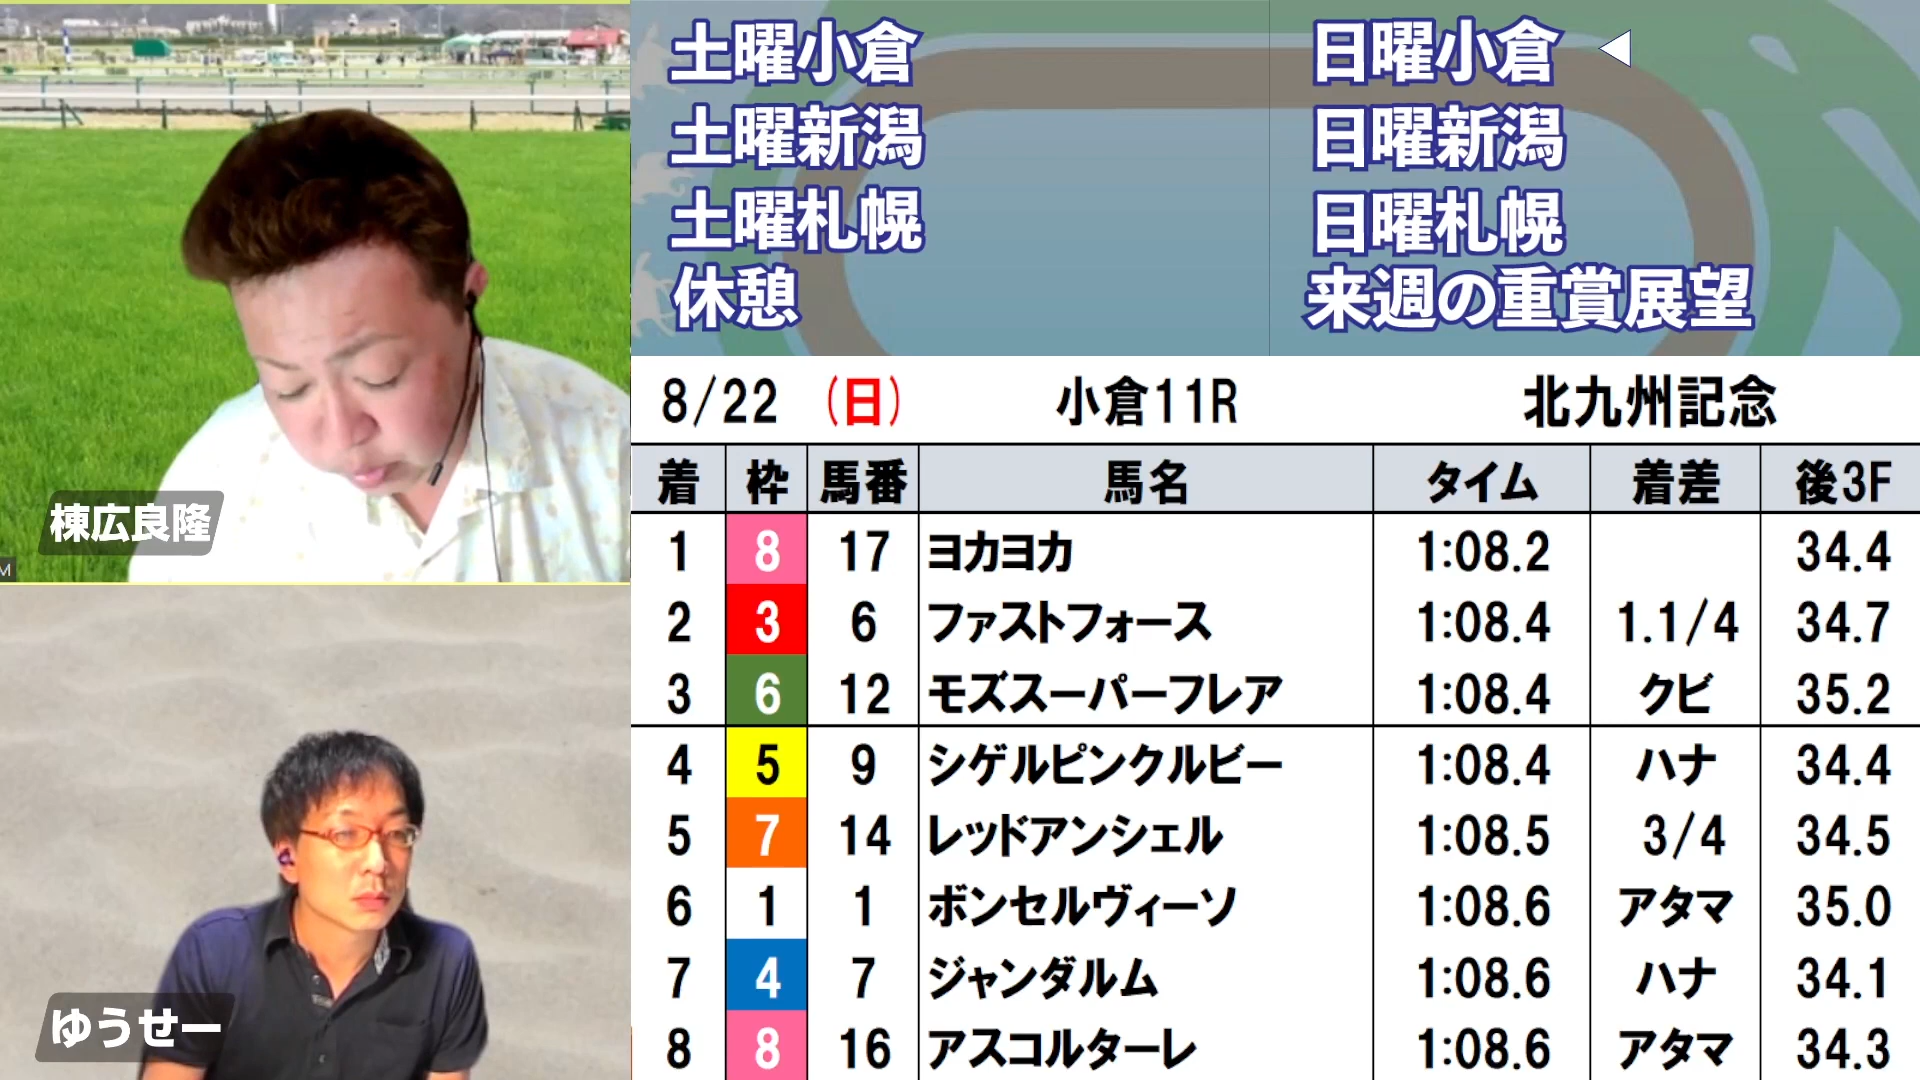 土曜小倉
土曜新潟
土曜札幌
休憩
日曜小倉
日曜新潟
日曜札幌
来週の重賞展望
棟広良隆
M
ゆうせー
8/22 (日) 小倉11R 北九州記念
着 枠 馬番 馬名 タイム 着差 後3F
1 8 17 ヨカヨカ 1:08.2 34.4
2 3 6 ファストフォース 1:08.4 1.1/4 34.7
3 6 12 モズスーパーフレア 1:08.4 クビ 35.2
4 5 9 シゲルピンクルビー 1:08.4 ハナ 34.4
5 7 14 レッドアンシェル 1:08.5 3/4 34.5
6 1 1 ボンセルヴィーソ 1:08.6 アタマ 35.0
7 4 7 ジャンダルム 1:08.6 ハナ 34.1
8 8 16 アスコルターレ 1:08.6 アタマ 34.3